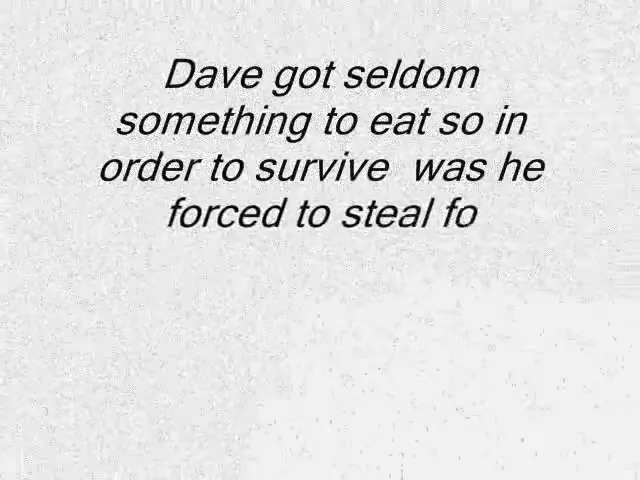 Dave got seldom
something to eat so in
order to survive  was he
forced to steal fo